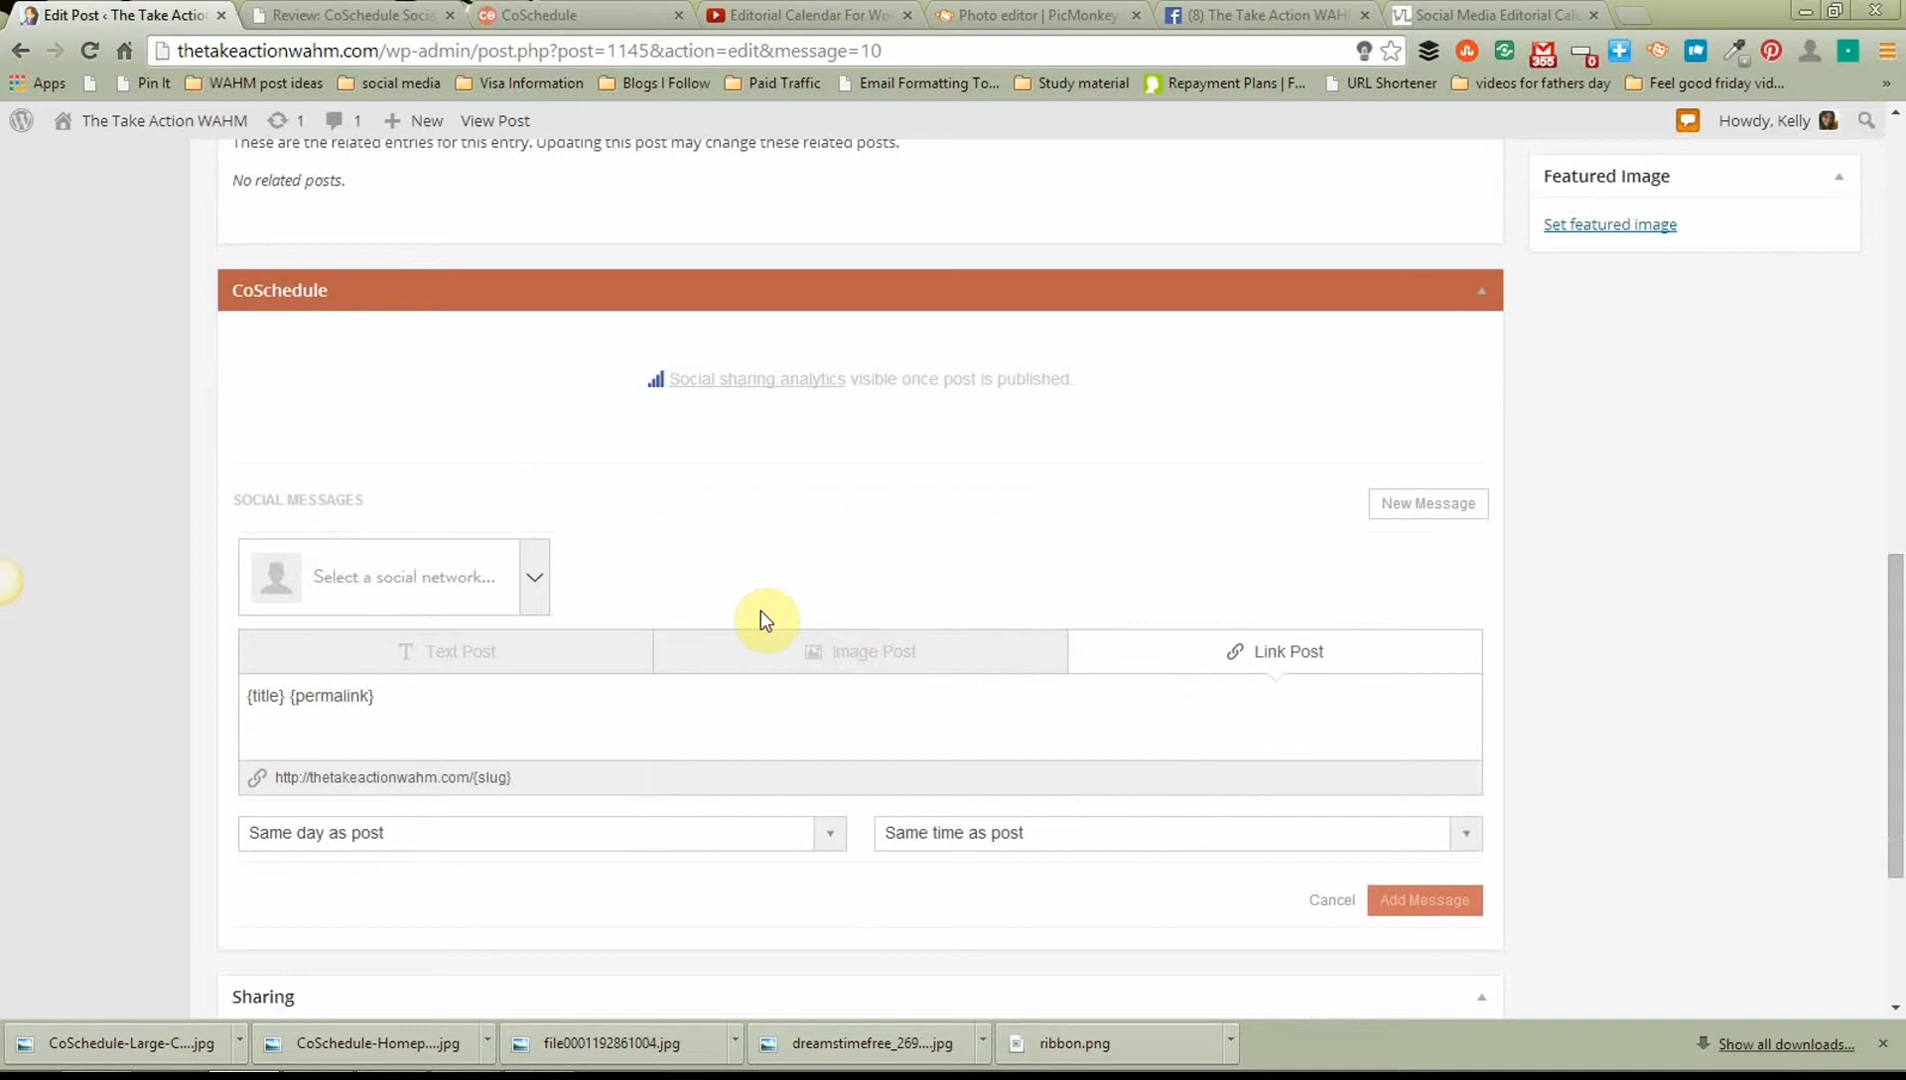 Edit Post ‹ The Take Actio
Review: CoSchedule Socia
CoSchedule
Editorial Calendar For Wo
Photo editor | PicMonkey
(8) The Take Action WAH
Social Media Editorial Cal
thetakeactionwahm.com/wp-admin/post.php?post=1145&action=edit&message=10
355
0
Apps
Pin It
WAHM post ideas
social media
Visa Information
Blogs I Follow
Paid Traffic
Email Formatting To...
Study material
Repayment Plans | F...
URL Shortener
videos for fathers day
Feel good friday vid...
»
The Take Action WAHM
1
1
New
View Post
Howdy, Kelly
These are the related entries for this entry. Updating this post may change these related posts.
No related posts.
Featured Image
Set featured image
CoSchedule
Social sharing analytics visible once post is published.
SOCIAL MESSAGES
New Message
Select a social network...
Text Post
Image Post
Link Post
{title} {permalink}
http://thetakeactionwahm.com/{slug}
Same day as post
Same time as post
Cancel
Add Message
Sharing
CoSchedule-Large-C....jpg
CoSchedule-Homep....jpg
file0001192861004.jpg
dreamstimefree_269....jpg
ribbon.png
Show all downloads...